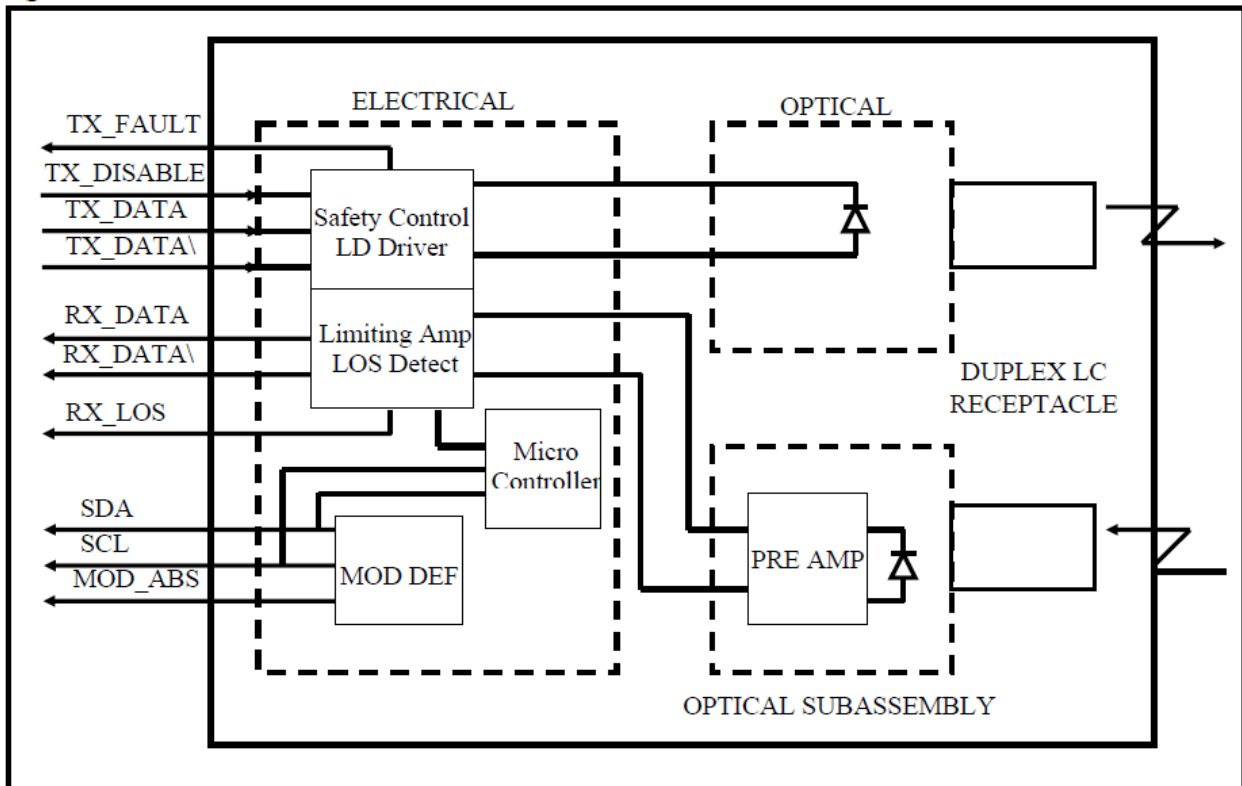 ELECTRICAL
OPTICAL
TX_FAULT
TX_DISABLE
TX_DATA
TX_DATA\
Safety Control
LD Driver
RX_DATA
RX_DATA\
Limiting Amp
LOS Detect
DUPLEX LC
RECEPTACLE
RX_LOS
Micro
Controller
SDA
SCL
MOD_ABS
MOD DEF
PRE AMP
OPTICAL SUBASSEMBLY